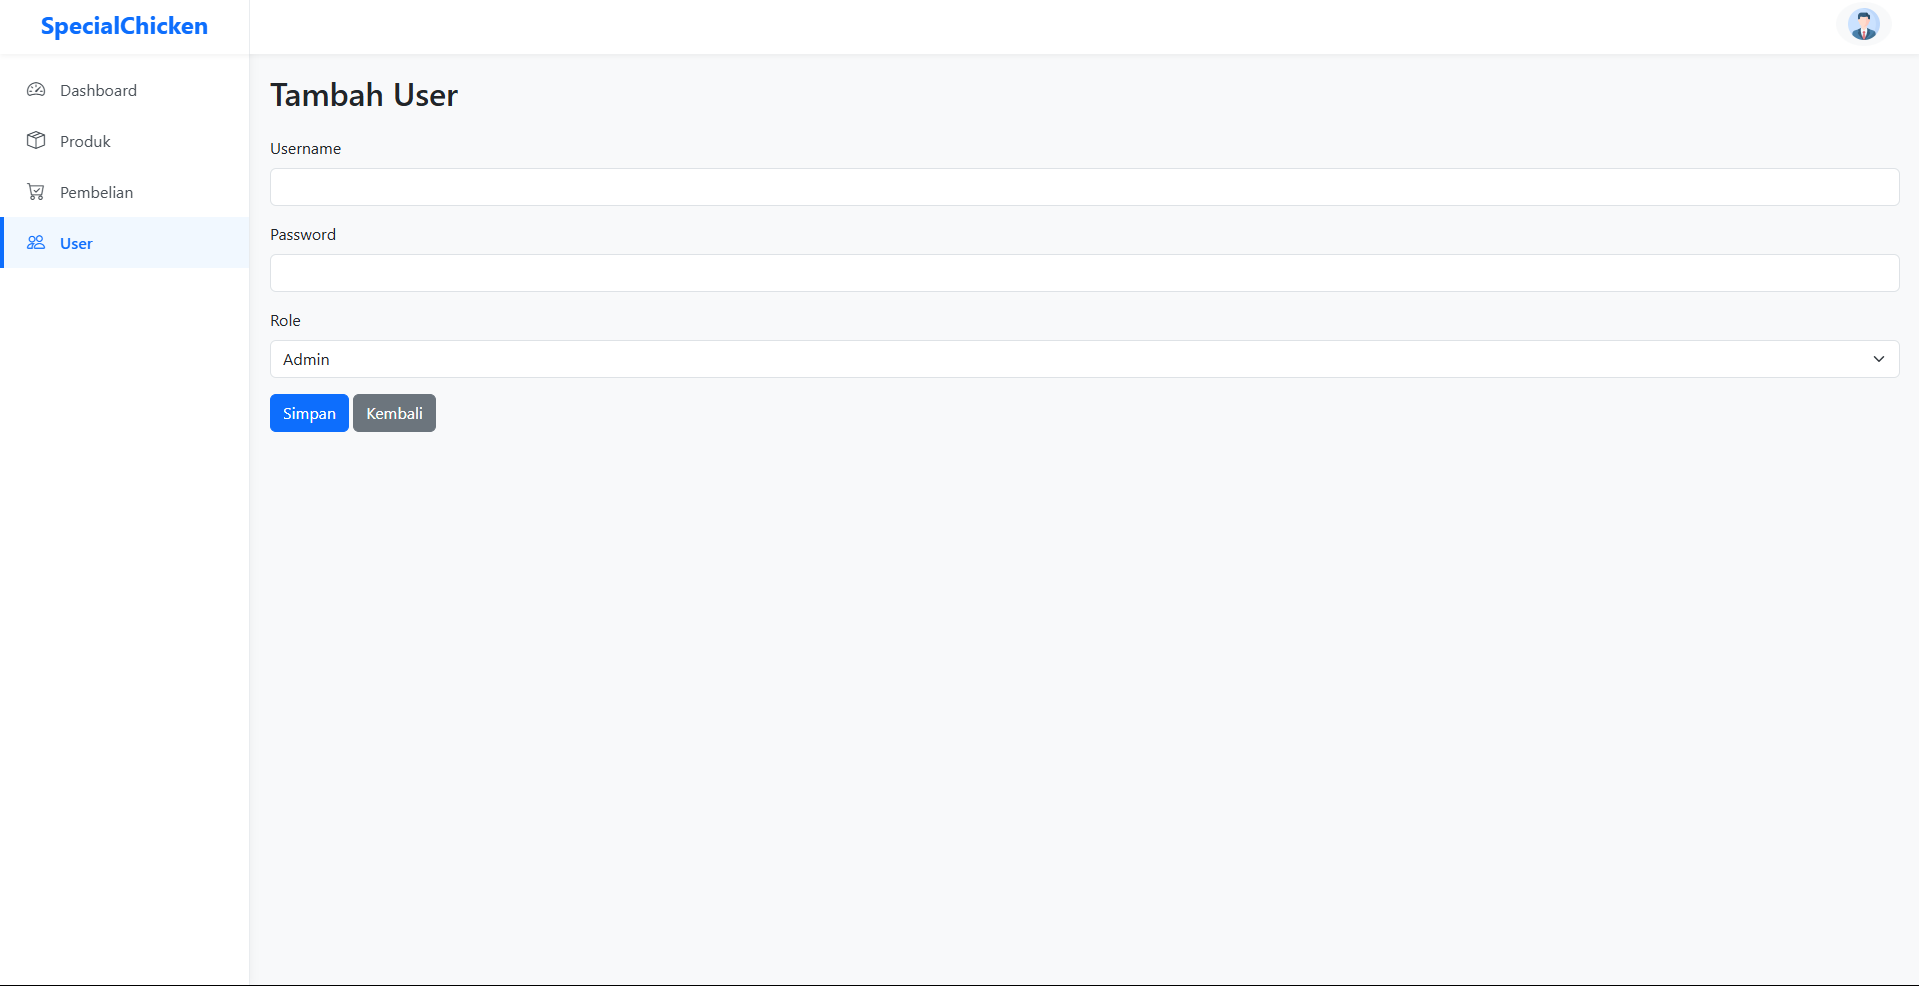 SpecialChicken
Dashboard
Produk
Pembelian
User
Tambah User
Username
Password
Role
Admin
Simpan Kembali